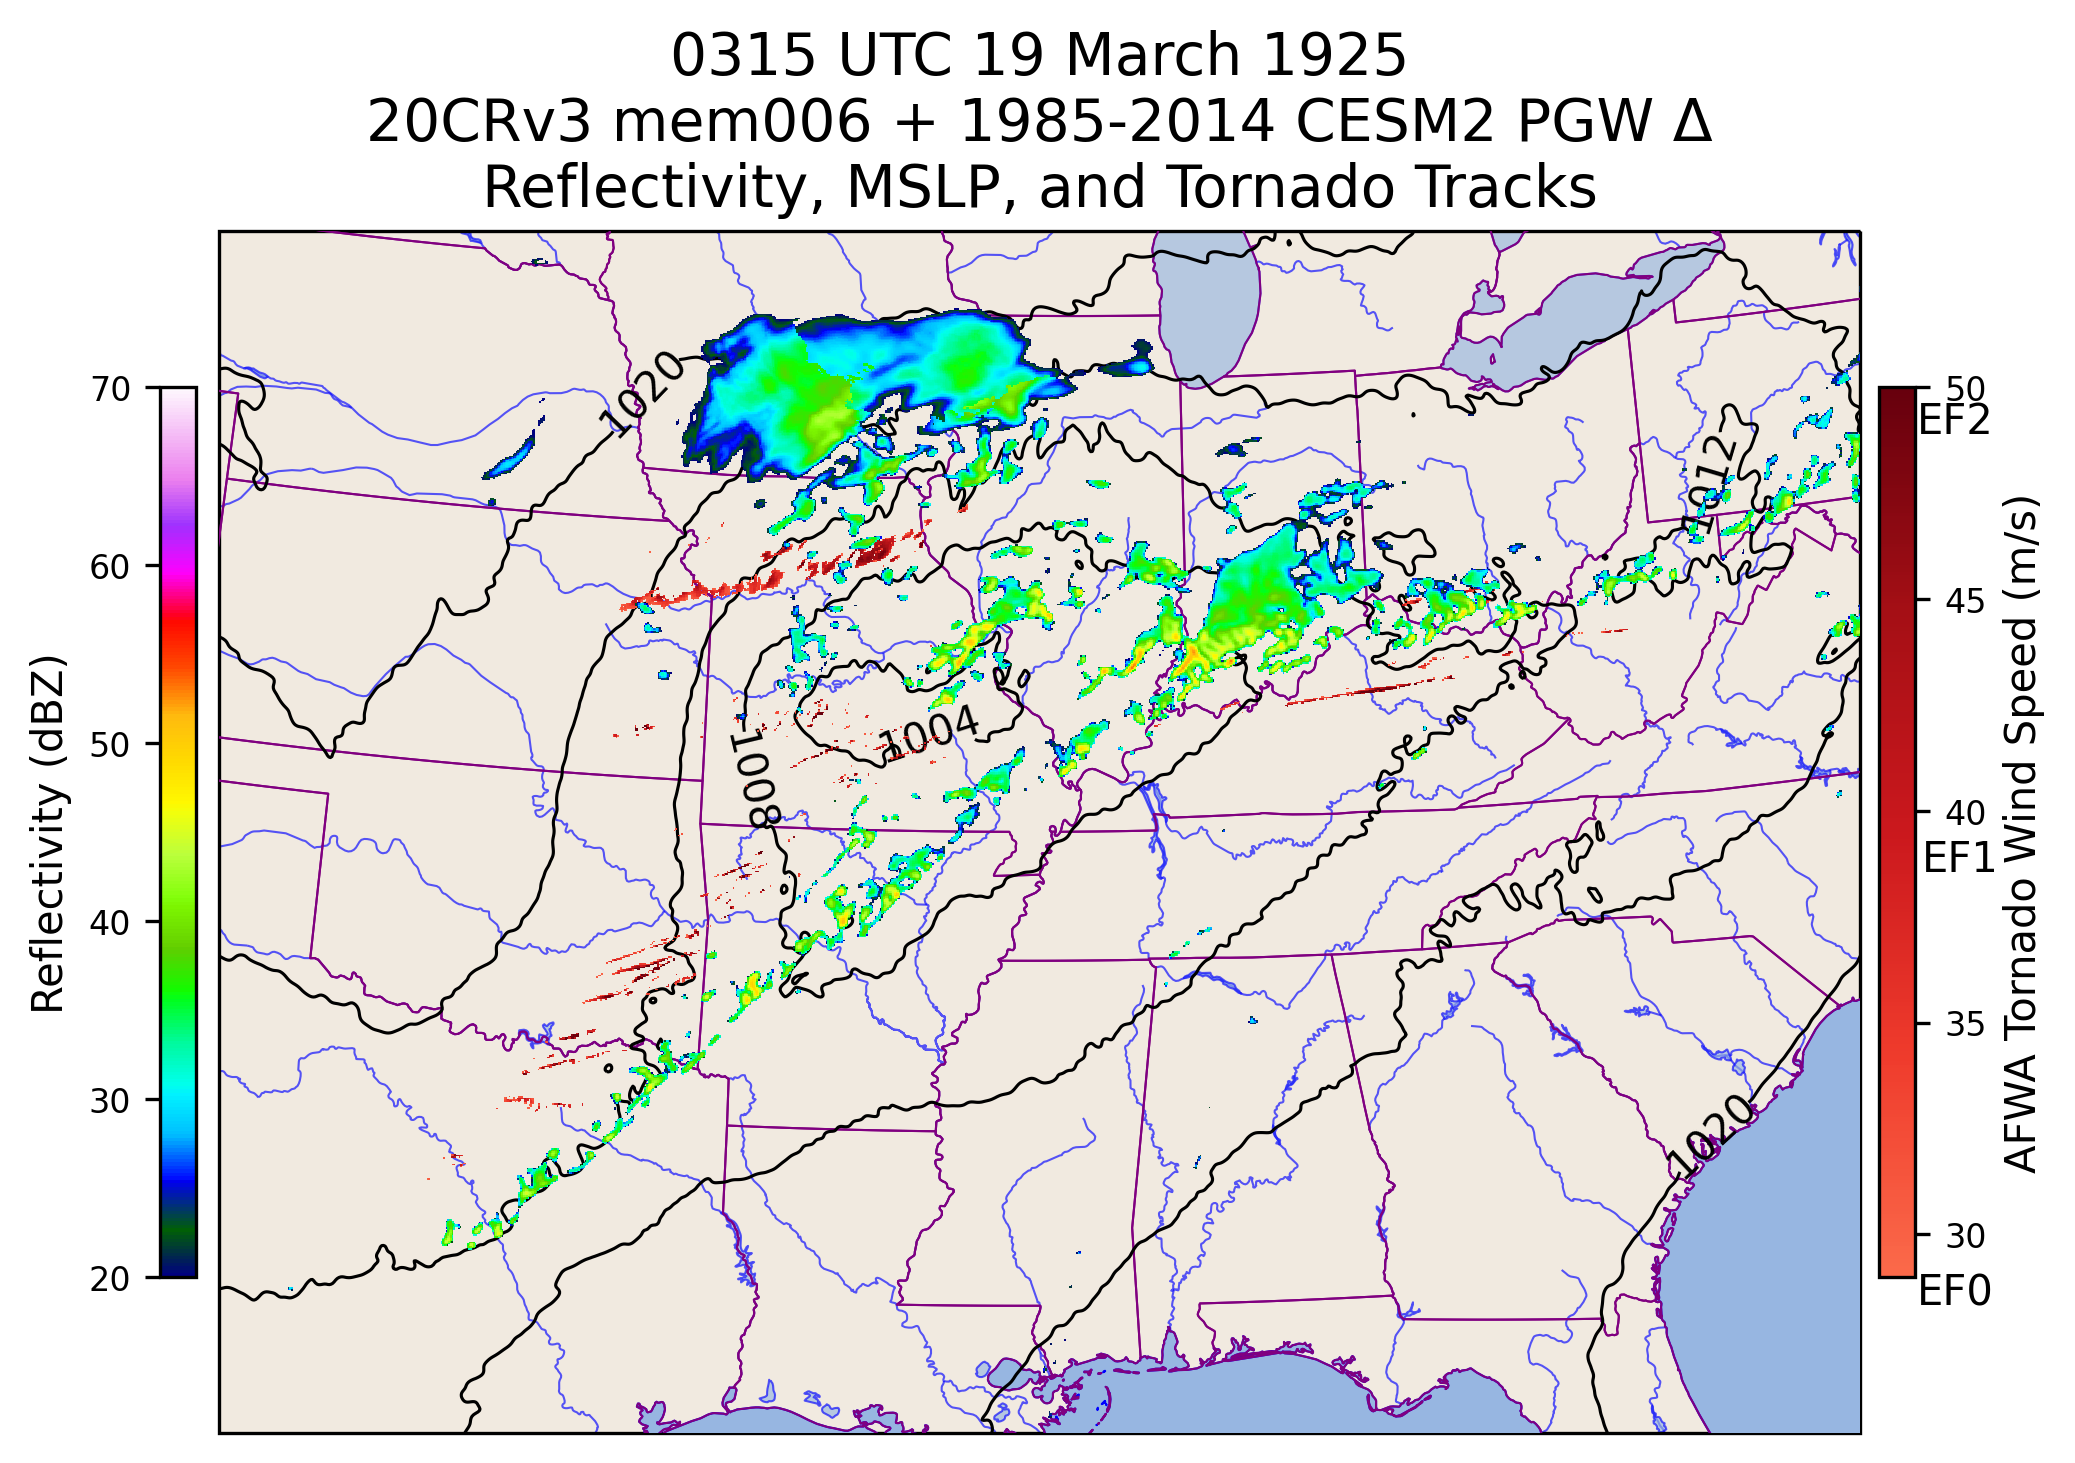 0315 UTC 19 March 1925
20CRv3 mem006 + 1985-2014 CESM2 PGW Δ
Reflectivity, MSLP, and Tornado Tracks
Reflectivity (dBZ)
70
60
50
40
30
20
1020
1012
1004
1008
1020
50
EF2
45
40
EF1
35
30
EF0
AFWA Tornado Wind Speed (m/s)